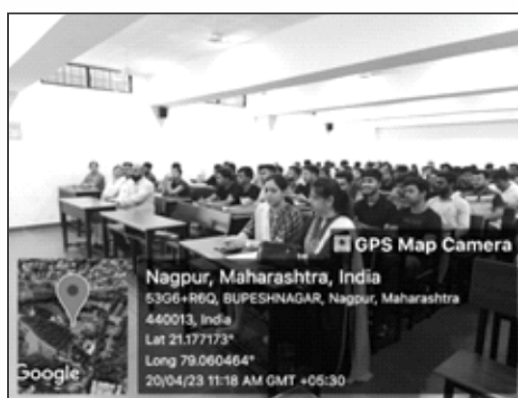 GPS Map Camera
Nagpur, Maharashtra, India
53G6+R6Q, BUPESHNAGAR, Nagpur, Maharashtra
440013, India
Lat 21.177173°
Long 79.060464°
20/04/23 11:18 AM GMT +05:30
Google